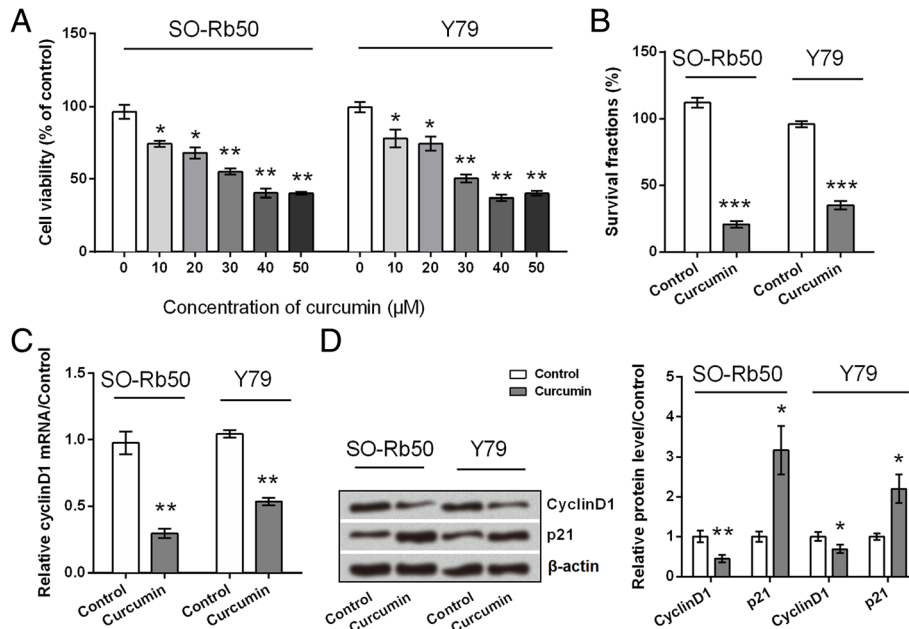 A
SO-Rb50
Y79
Cell viability (% of control)
150
100
50
0
* * ** ** **
* * ** ** **
0 10 20 30 40 50 0 10 20 30 40 50
Concentration of curcumin (µM)
B
SO-Rb50
Y79
Survival fractions (%)
150
100
50
0
*** ***
Control Curcumin Control Curcumin
C
SO-Rb50
Y79
Relative cyclinD1 mRNA/Control
1.5
1.0
0.5
0.0
** **
Control Curcumin Control Curcumin
D
Control
Curcumin
SO-Rb50
Y79
CyclinD1
p21
β-actin
Control Curcumin Control Curcumin
SO-Rb50
Y79
Relative protein level/Control
5
4
3
2
1
0
** * * *
CyclinD1 p21 CyclinD1 p21